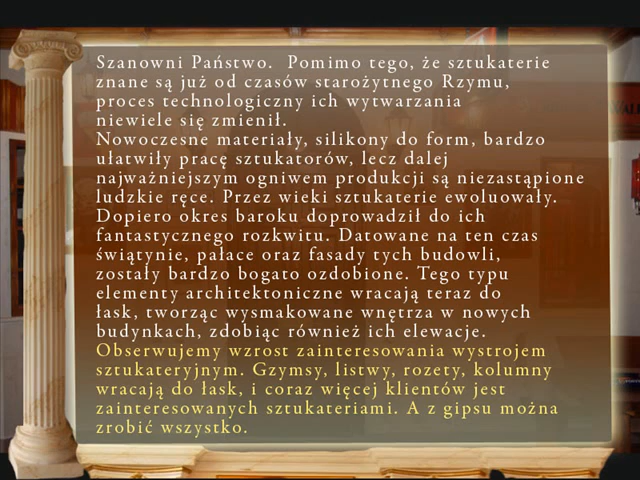 Szanowni Państwo.  Pomimo tego, że sztukaterie
znane są już od czasów starożytnego Rzymu,
proces technologiczny ich wytwarzania
niewiele się zmienił.
Nowoczesne materiały, silikony do form, bardzo
ułatwiły pracę sztukatorów, lecz dalej
najważniejszym ogniwem produkcji są niezastąpione
ludzkie ręce. Przez wieki sztukaterie ewoluowały.
Dopiero okres baroku doprowadził do ich
fantastycznego rozkwitu. Datowane na ten czas
świątynie, pałace oraz fasady tych budowli,
zostały bardzo bogato ozdobione. Tego typu
elementy architektoniczne wracają teraz do
łask, tworząc wysmakowane wnętrza w nowych
budynkach, zdobiąc również ich elewacje.
Obserwujemy wzrost zainteresowania wystrojem
sztukateryjnym. Gzymsy, listwy, rozety, kolumny
wracają do łask, i coraz więcej klientów jest
zainteresowanych sztukateriami. A z gipsu można
zrobić wszystko.